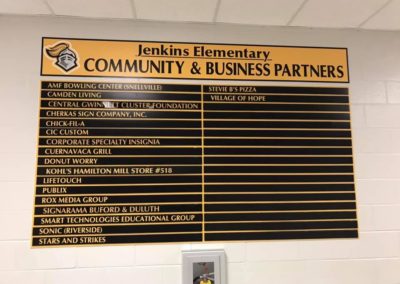 Jenkins Elementary
COMMUNITY & BUSINESS PARTNERS
AMF BOWLING CENTER (SNELLVILLE)
CAMDEN LIVING
CENTRAL GWINNETT CLUSTER FOUNDATION
CHEROKAS SIGN COMPANY, INC.
CHICK-FIL-A
CIC CUSTOM
CORPORATE SPECIALTY INSIGNIA
CUERNAVACA GRILL
DONUT WORRY
KOHL'S HAMILTON MILL STORE #518
LIFETOUCH
PUBLIX
ROX MEDIA GROUP
SIGNARAMA BUFORD & DULUTH
SMART TECHNOLOGIES EDUCATIONAL GROUP
SONIC (RIVERSIDE)
STARS AND STRIKES
STEVIE B'S PIZZA
VILLAGE OF HOPE